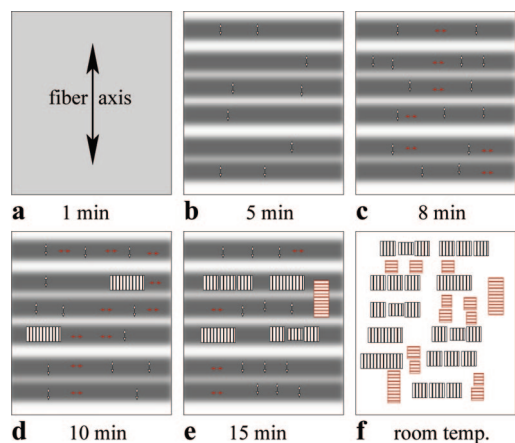 fiber axis
a 1 min
b 5 min
c 8 min
d 10 min
e 15 min
f room temp.